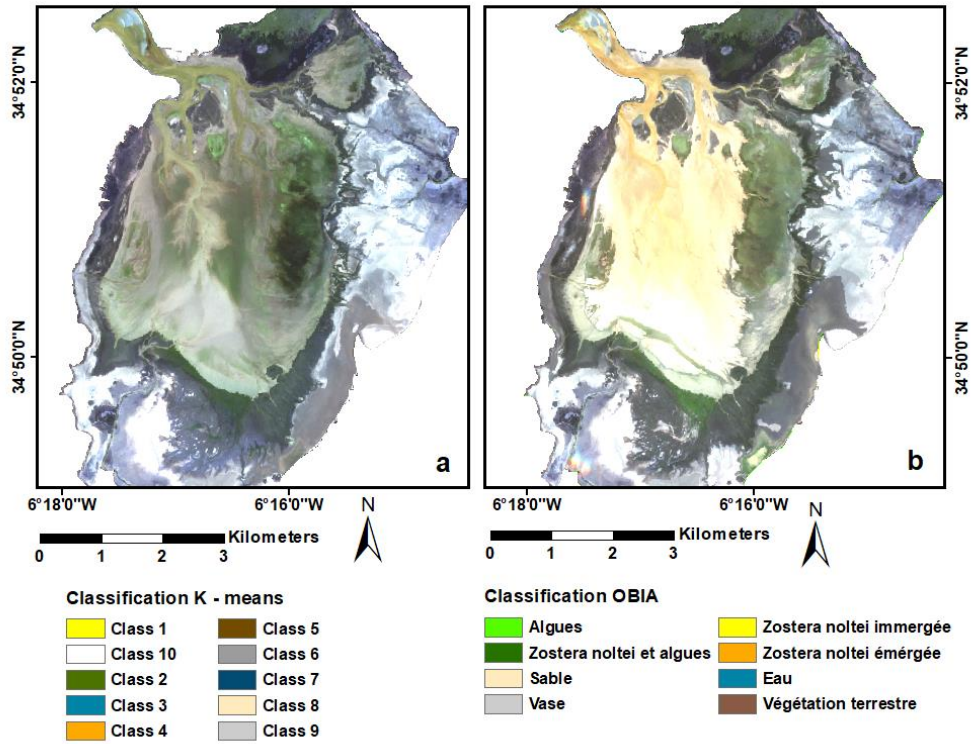 34°52'0"N
34°50'0"N
a
6°18'0"W
6°16'0"W
N
0 1 2 3 Kilometers
Classification K - means
Class 1
Class 10
Class 2
Class 3
Class 4
Class 5
Class 6
Class 7
Class 8
Class 9
b
34°52'0"N
34°50'0"N
6°18'0"W
6°16'0"W
N
0 1 2 3 Kilometers
Classification OBIA
Algues
Zostera noltei et algues
Sable
Vase
Zostera noltei immergée
Zostera noltei émérgée
Eau
Végétation terrestre